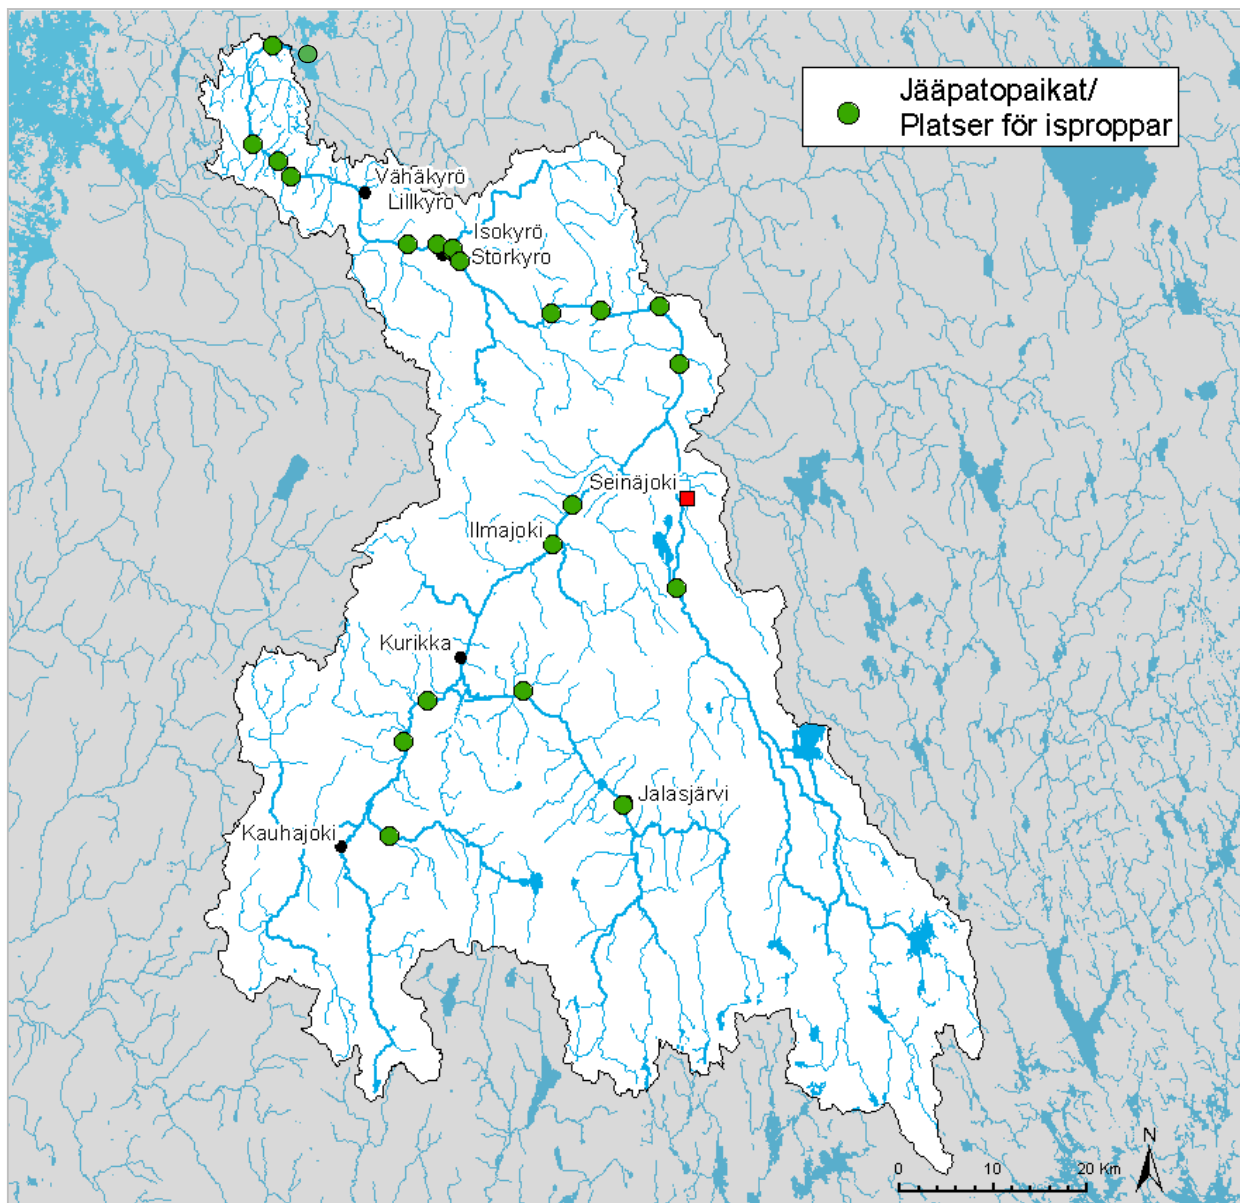 Jääpatopaikat/
Platser för isproppar
Vähäkyrö
Lillkyro
Isokyrö
Storkyro
Seinäjoki
Ilmajoki
Kurikka
Jalasjärvi
Kauhajoki
N
0 10 20 Km